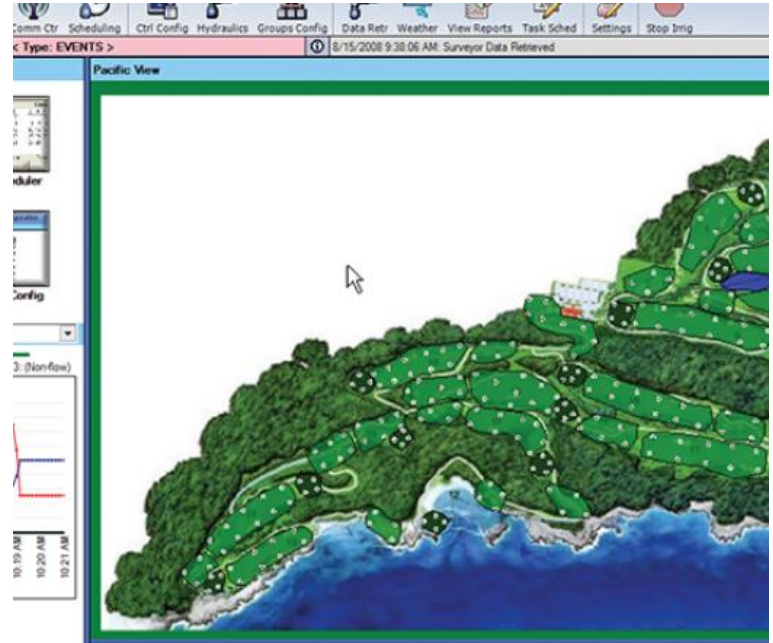 Comm Ctr Scheduling Ctrl Config Hydraulics Groups Config Data Retr Weather View Reports Task Sched Settings Stop Irrig
< Type: EVENTS > 8/15/2008 9:38:06 AM: Surveyor Data Retrieved
Pacific View
eduler
Config
3: (Non-flow)
12
10:19 AM
10:20 AM
10:21 AM